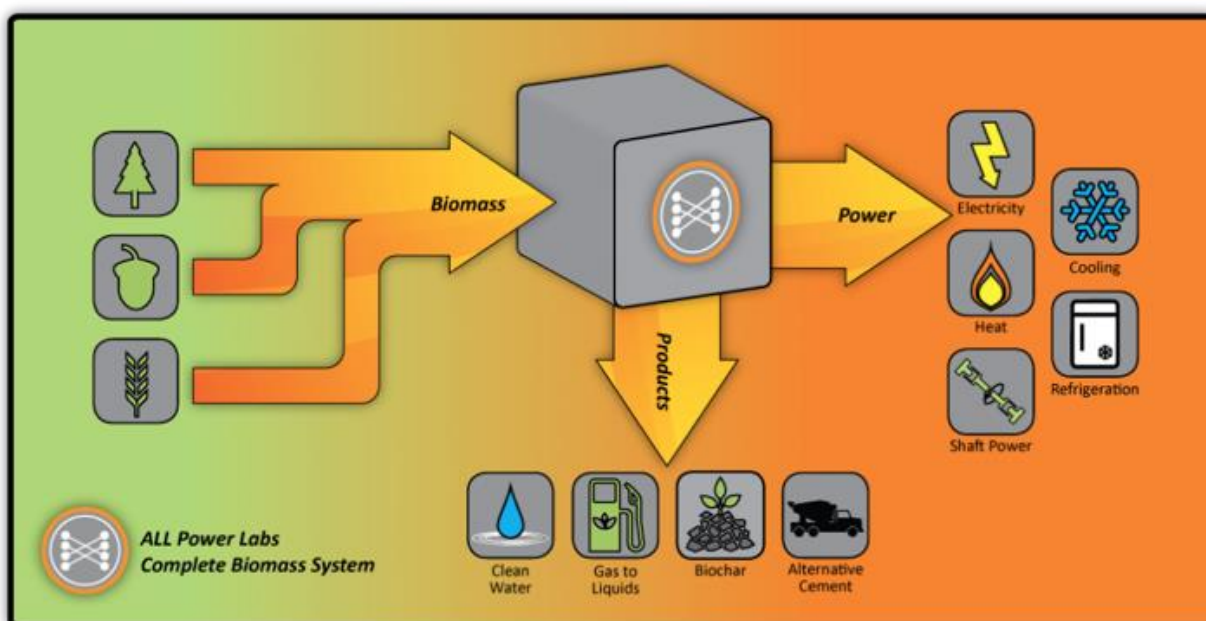 Biomass
Power
Products
Electricity
Cooling
Heat
Refrigeration
Shaft Power
Clean
Water
Gas to
Liquids
Biochar
Alternative
Cement
ALL Power Labs
Complete Biomass System